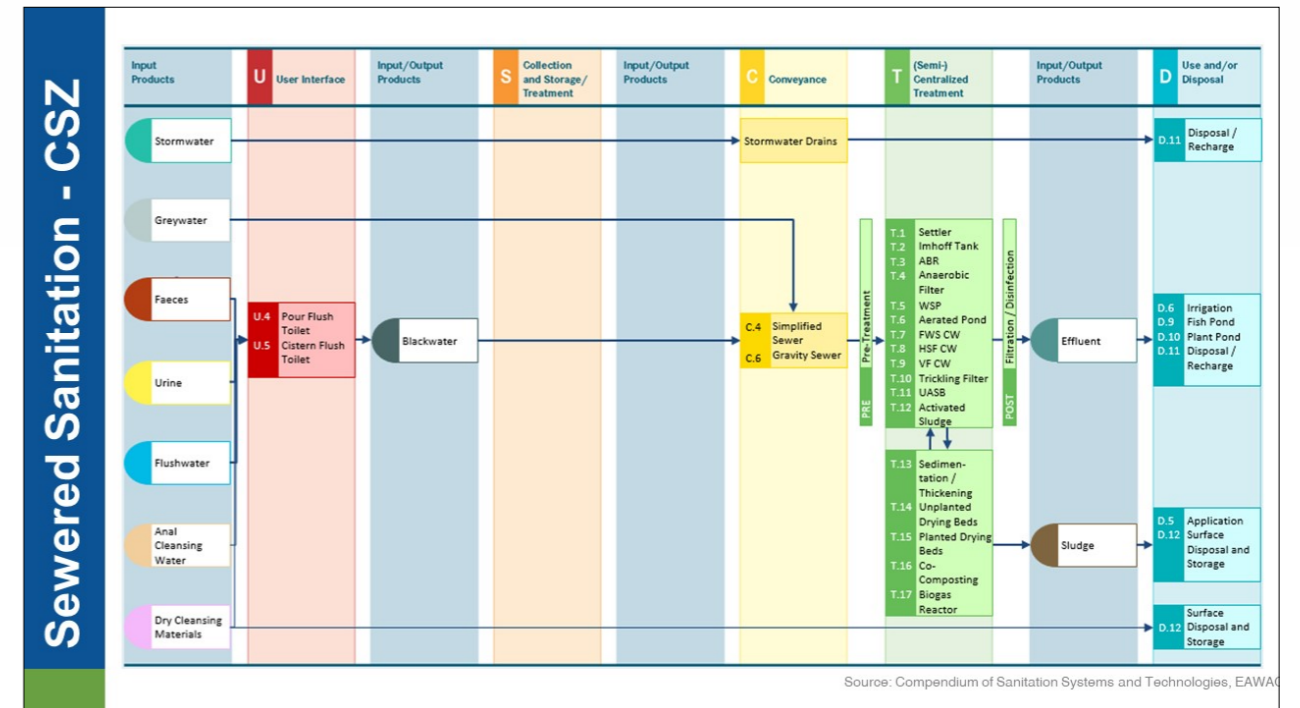 Sewered Sanitation - CSZ
Input
Products
U User Interface
Input/Output
Products
S Collection
and Storage/
Treatment
Input/Output
Products
C Conveyance
T (Semi-)
Centralized
Treatment
Input/Output
Products
D Use and/or
Disposal
Stormwater
Stormwater Drains
D.11 Disposal /
Recharge
Greywater
Faeces
Urine
Flushwater
Anal
Cleansing
Water
Dry Cleansing
Materials
U.4 Pour Flush
Toilet
U.5 Cistern Flush
Toilet
Blackwater
C.4 Simplified
Sewer
C.6 Gravity Sewer
PRE Pre-Treatment
T.1 Settler
T.2 Imhoff Tank
T.3 ABR
T.4 Anaerobic
Filter
T.5 WSP
T.6 Aerated Pond
T.7 FWS CW
T.8 HSF CW
T.9 VF CW
T.10 Trickling Filter
T.11 UASB
T.12 Activated
Sludge
POST Filtration / Disinfection
T.13 Sedimen-
tation /
Thickening
T.14 Unplanted
Drying Beds
T.15 Planted Drying
Beds
T.16 Co-
Composting
T.17 Biogas
Reactor
Effluent
D.6 Irrigation
D.9 Fish Pond
D.10 Plant Pond
D.11 Disposal /
Recharge
Sludge
D.5 Application
D.12 Surface
Disposal and
Storage
D.12 Surface
Disposal and
Storage
Source: Compendium of Sanitation Systems and Technologies, EAWAG